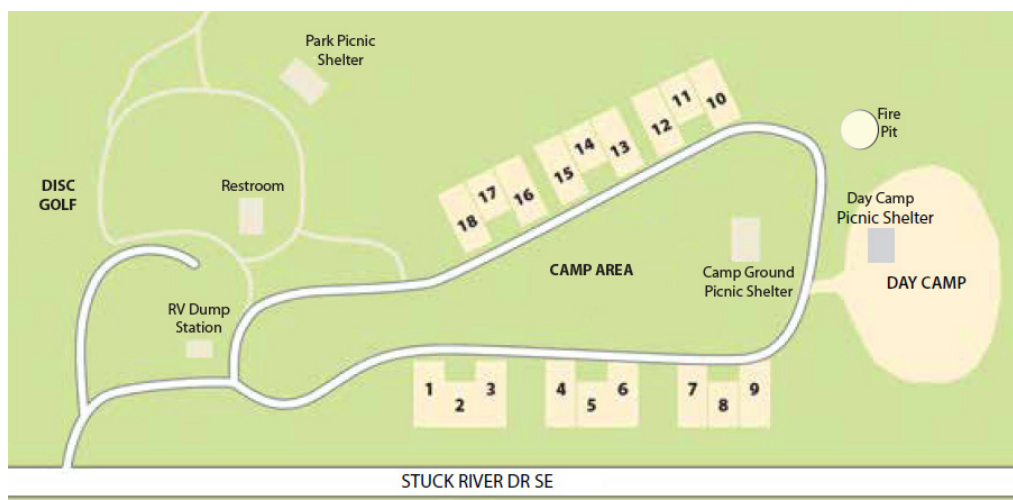 Park Picnic
Shelter
Fire
Pit
DISC
GOLF
Restroom
Day Camp
Picnic Shelter
DAY CAMP
CAMP AREA
Camp Ground
Picnic Shelter
RV Dump
Station
10
11
12
13
14
15
16
17
18
1
2
3
4
5
6
7
8
9
STUCK RIVER DR SE